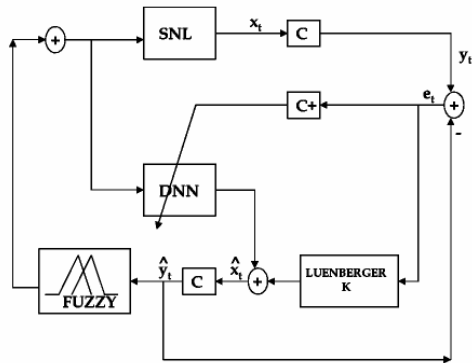 SNL
x_t
C
y_t
+
e_t
C+
+
-
DNN
ŷ_t
x̂_t
C
+
LUENBERGER
K
FUZZY